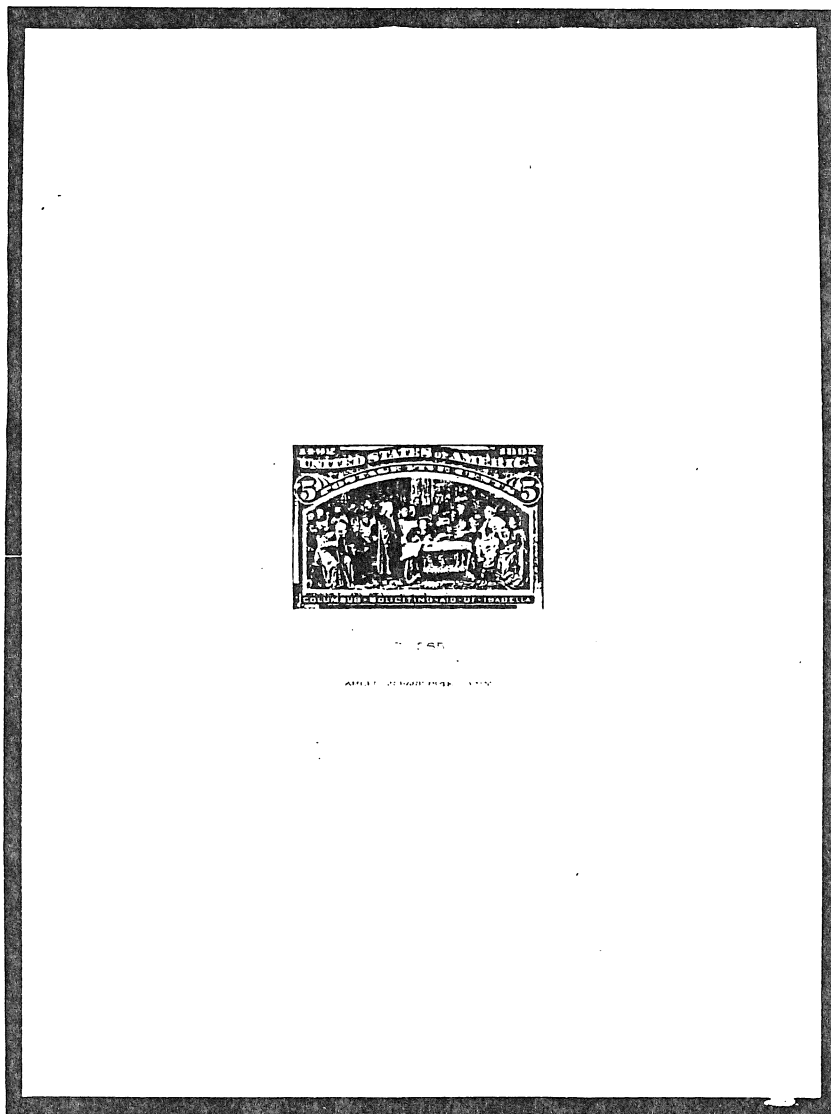 1492 1892
UNITED STATES OF AMERICA
5 POSTAGE FIVE CENTS 5
COLUMBUS·SOLICITING·AID·OF·ISABELLA